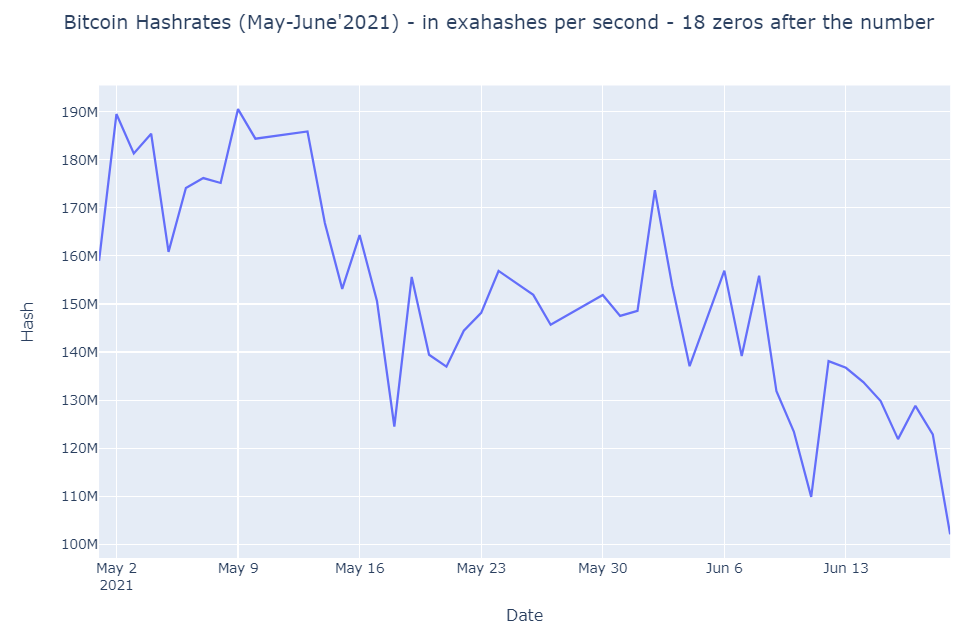 Bitcoin Hashrates (May-June'2021) - in exahashes per second - 18 zeros after the number
190M
180M
170M
160M
150M
140M
130M
120M
110M
100M
Hash
May 2
2021
May 9
May 16
May 23
May 30
Jun 6
Jun 13
Date